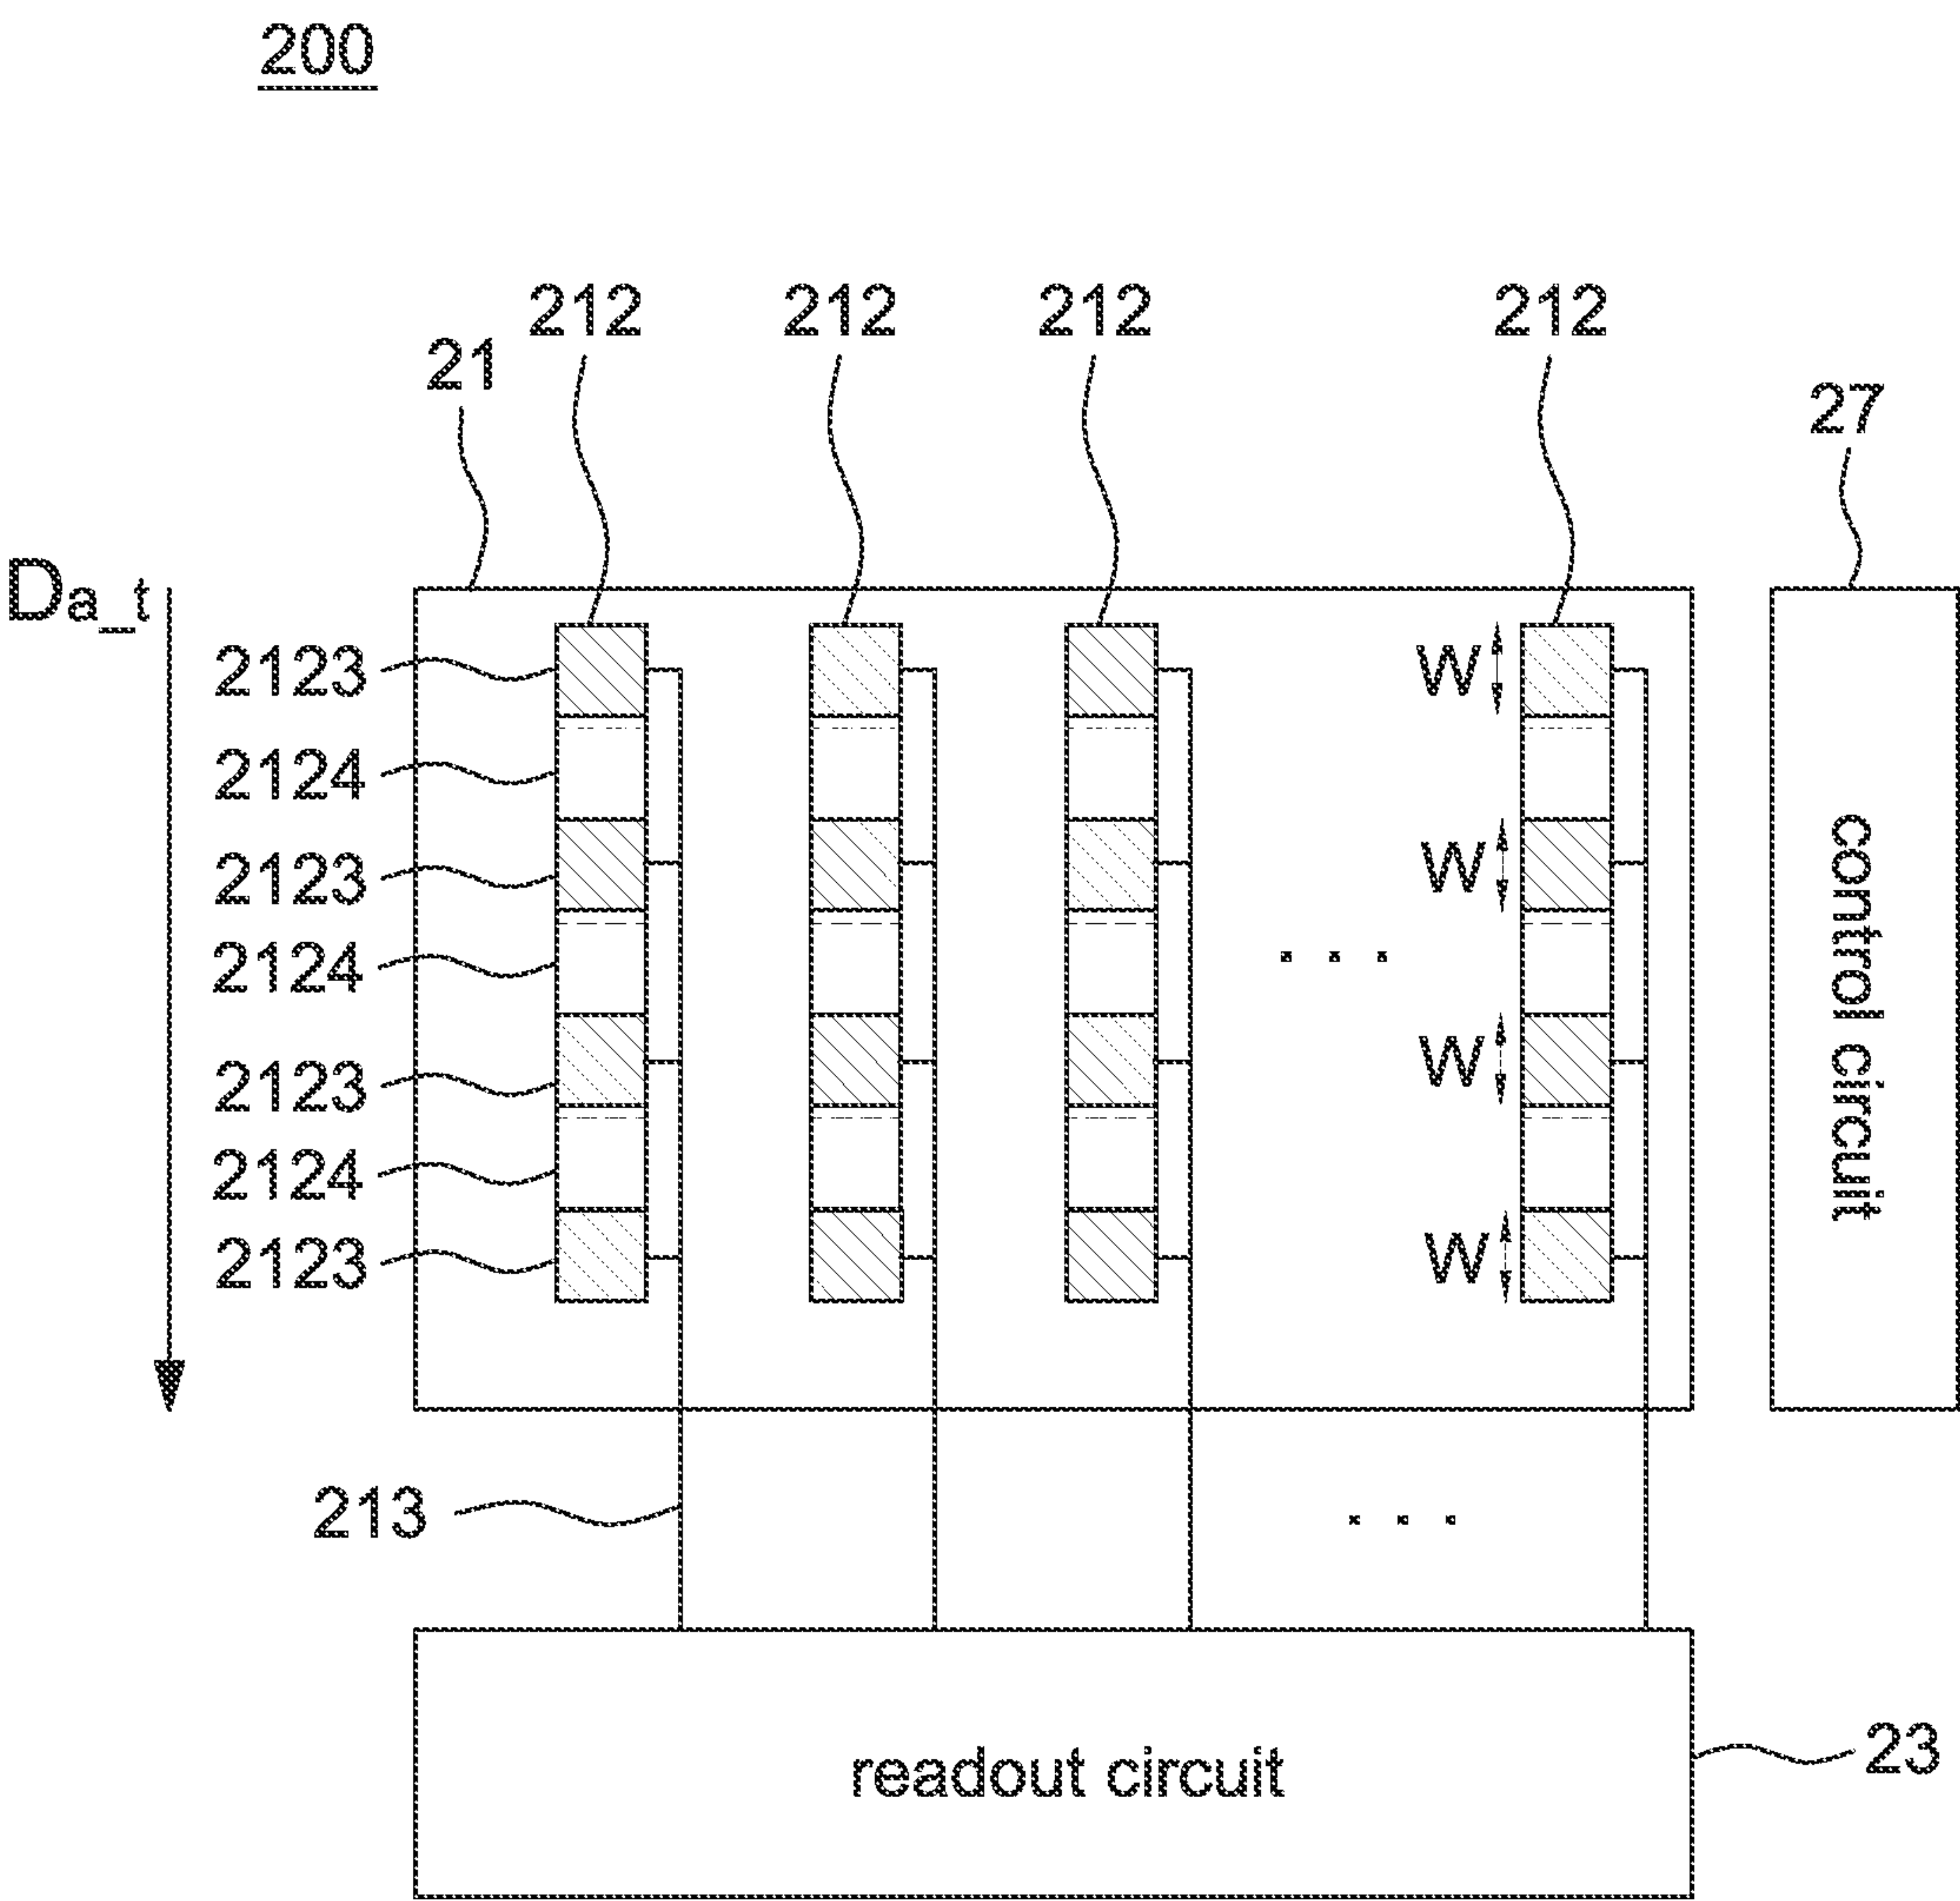 200
212 212 212 212
21
27
Da_t
2123 W
2124
2123 W
2124
2123 W
2124
2123 W
control circuit
213
readout circuit
23